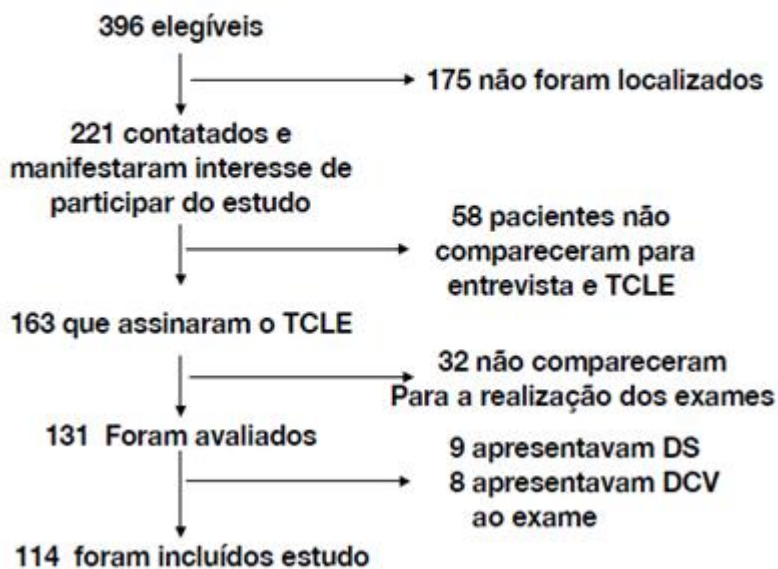 396 elegíveis
175 não foram localizados
221 contatados e
manifestaram interesse de
participar do estudo
58 pacientes não
compareceram para
entrevista e TCLE
163 que assinaram o TCLE
32 não compareceram
Para a realização dos exames
131 Foram avaliados
9 apresentavam DS
8 apresentavam DCV
ao exame
114 foram incluídos estudo